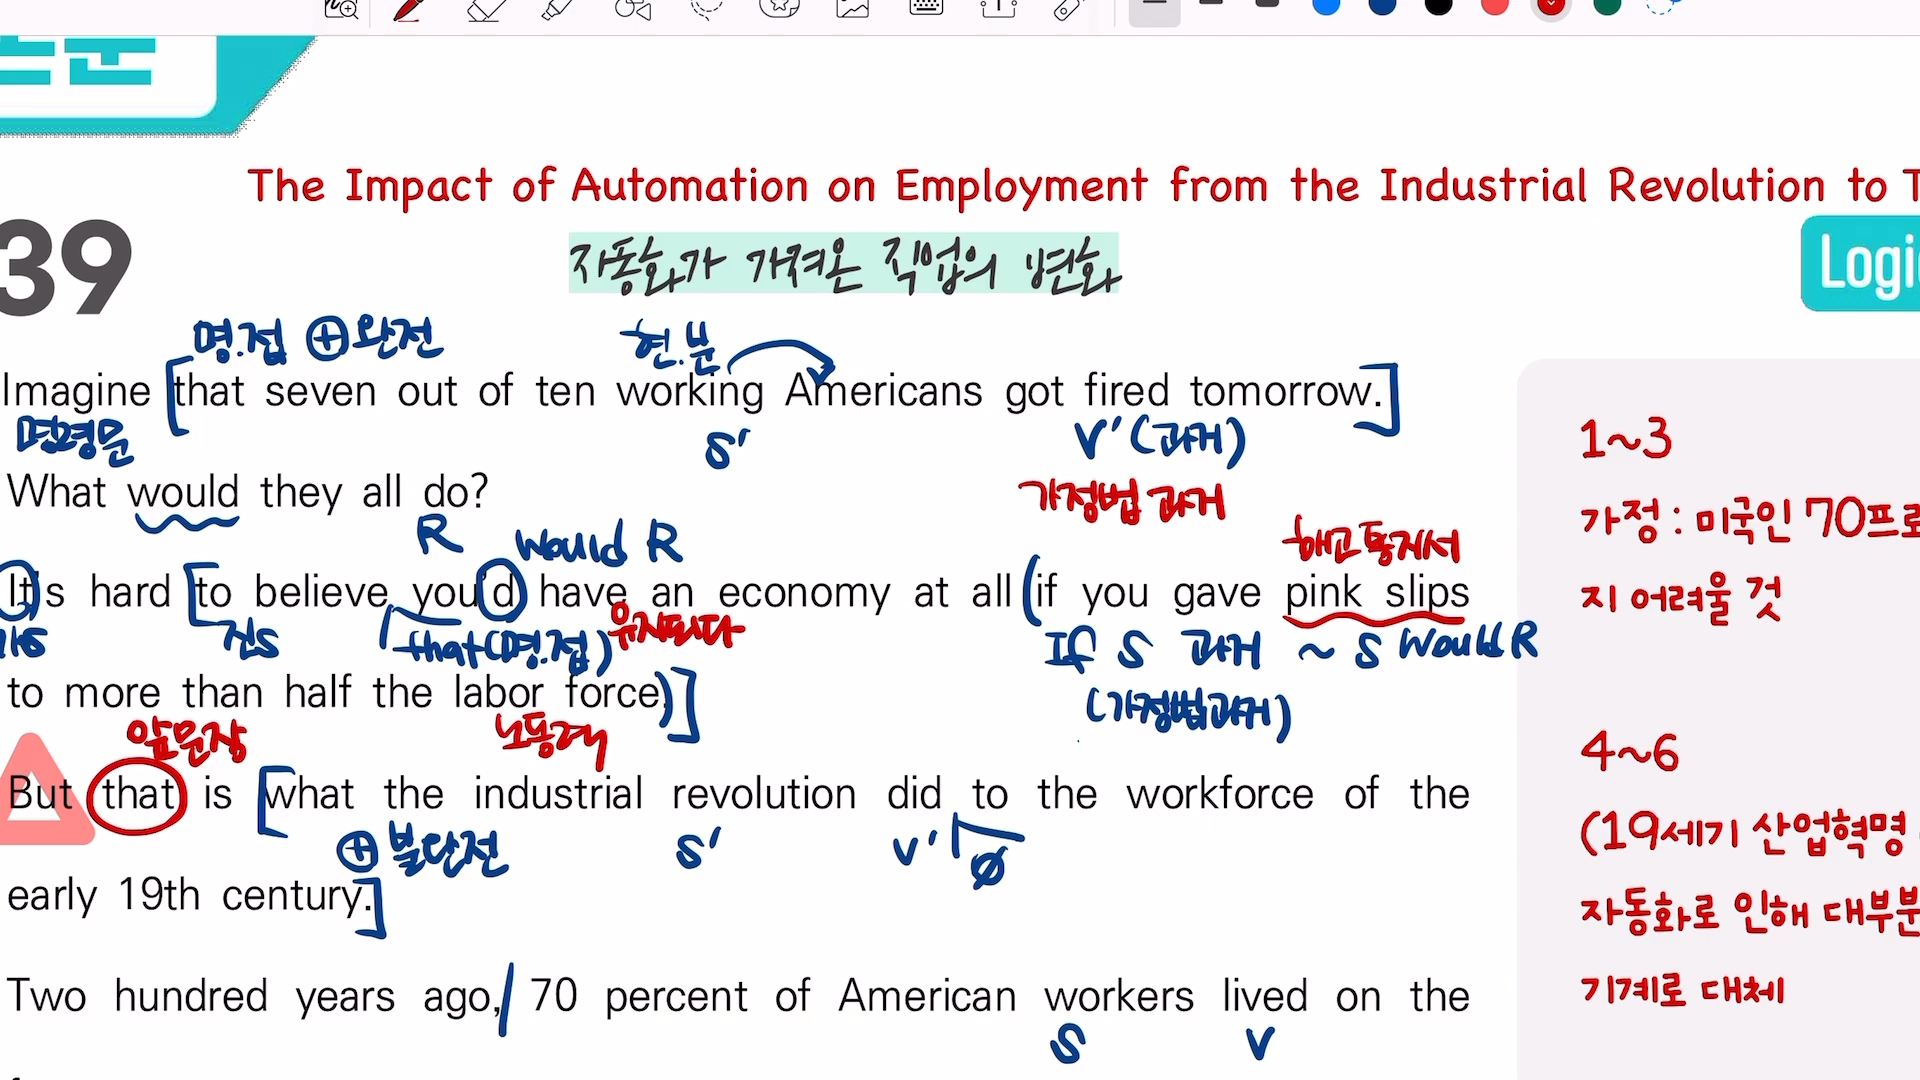 The Impact of Automation on Employment from the Industrial Revolution to T
39
자동화가 가져온 직업의 변화
Logic
명.접 ⊕완전
현.분
Imagine [that seven out of ten working Americans got fired tomorrow.]
명령문
S'
V'(과거)
What would they all do?
가정법 과거
R
would R
해고통지서
It's hard [to believe you'd have an economy at all (if you gave pink slips
진S
that(명.접)
유지되다
If S 과거 ~ S would R
to more than half the labor force.)]
(가정법과거)
앞문장
노동력
But that is [what the industrial revolution did to the workforce of the
⊕ 불완전
S'
V'
Ø
early 19th century.]
Two hundred years ago, / 70 percent of American workers lived on the
S
V
1~3
가정 : 미국인 70프로
지 어려울 것
4~6
(19세기 산업혁명
자동화로 인해 대부분
기계로 대체